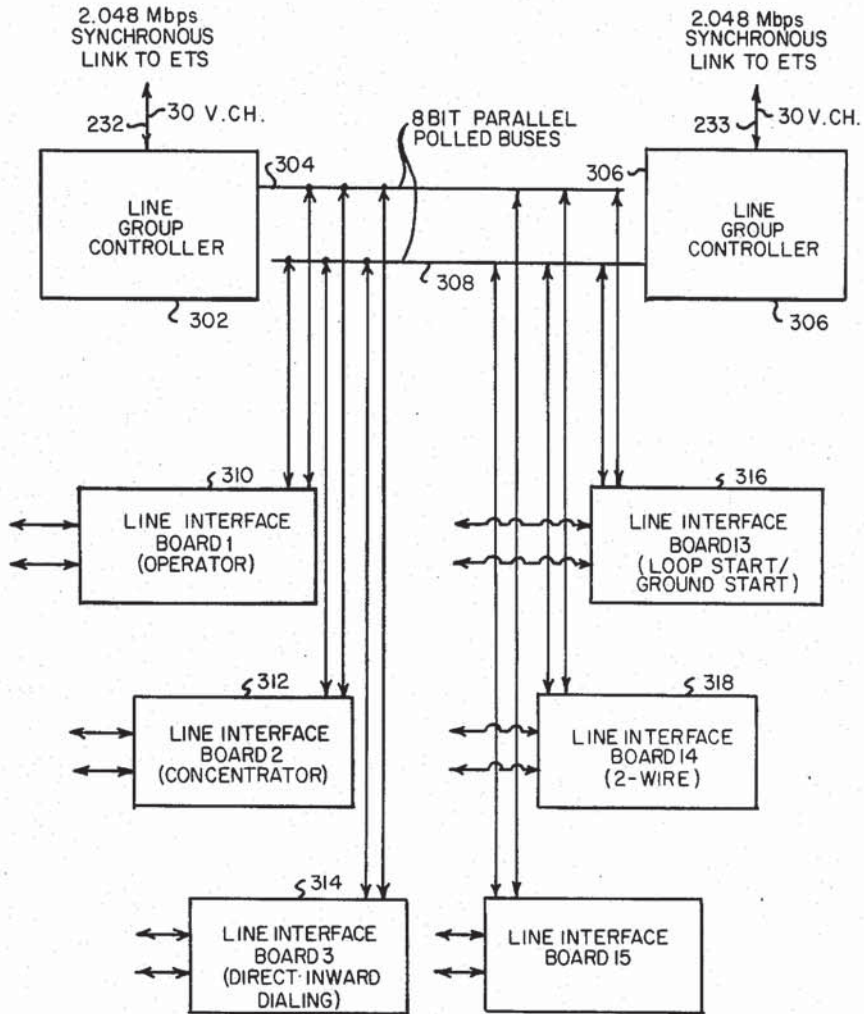 2.048 Mbps
SYNCHRONOUS
LINK TO ETS
2.048 Mbps
SYNCHRONOUS
LINK TO ETS
232
30 V.CH.
8 BIT PARALLEL
POLLED BUSES
233
30 V.CH.
304
306
LINE
GROUP
CONTROLLER
LINE
GROUP
CONTROLLER
308
302
306
310
316
LINE INTERFACE
BOARD 1
(OPERATOR)
LINE INTERFACE
BOARD 13
(LOOP START/
GROUND START)
312
318
LINE INTERFACE
BOARD 2
(CONCENTRATOR)
LINE INTERFACE
BOARD 14
(2-WIRE)
314
LINE INTERFACE
BOARD 3
(DIRECT·INWARD
DIALING)
LINE INTERFACE
BOARD 15